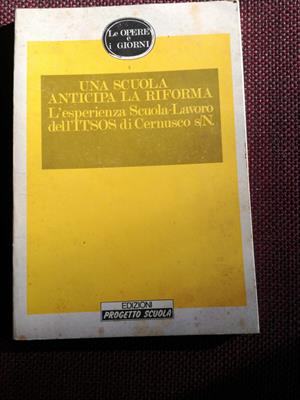 Le OPERE
e
i GIORNI
UNA SCUOLA
ANTICIPA LA RIFORMA
L'esperienza Scuola-Lavoro
dell'ITSOS di Cernusco s/N.
EDIZIONI
PROGETTO SCUOLA